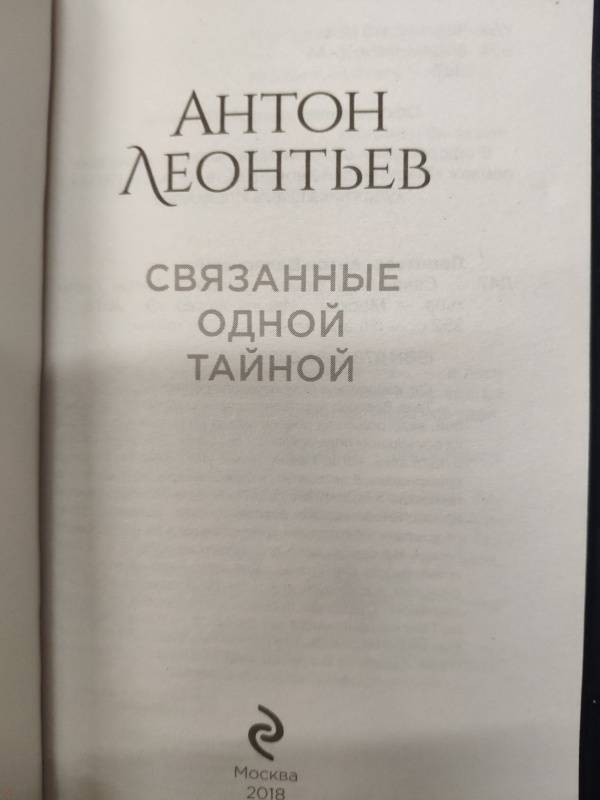 АНТОН
ЛЕОНТЬЕВ
СВЯЗАННЫЕ
ОДНОЙ
ТАЙНОЙ
Москва
2018